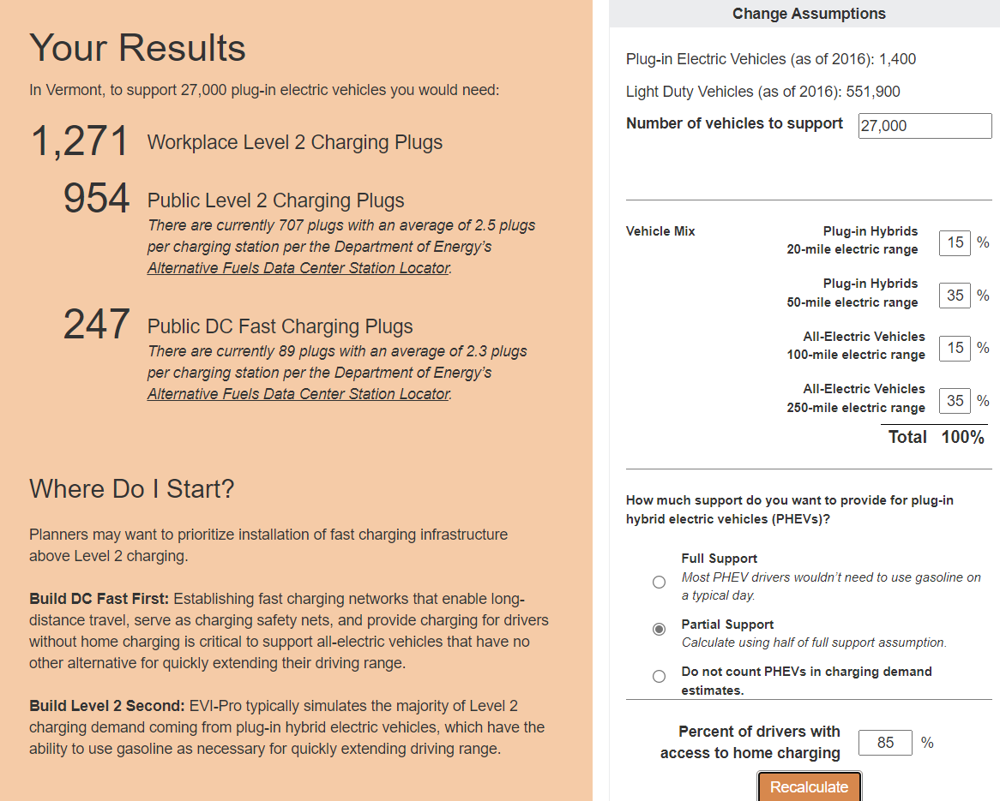 Your Results
In Vermont, to support 27,000 plug-in electric vehicles you would need:
1,271 Workplace Level 2 Charging Plugs
954 Public Level 2 Charging Plugs
There are currently 707 plugs with an average of 2.5 plugs
per charging station per the Department of Energy’s
Alternative Fuels Data Center Station Locator.
247 Public DC Fast Charging Plugs
There are currently 89 plugs with an average of 2.3 plugs
per charging station per the Department of Energy’s
Alternative Fuels Data Center Station Locator.
Where Do I Start?
Planners may want to prioritize installation of fast charging infrastructure
above Level 2 charging.
Build DC Fast First: Establishing fast charging networks that enable long-
distance travel, serve as charging safety nets, and provide charging for drivers
without home charging is critical to support all-electric vehicles that have no
other alternative for quickly extending their driving range.
Build Level 2 Second: EVI-Pro typically simulates the majority of Level 2
charging demand coming from plug-in hybrid electric vehicles, which have the
ability to use gasoline as necessary for quickly extending driving range.
Change Assumptions
Plug-in Electric Vehicles (as of 2016): 1,400
Light Duty Vehicles (as of 2016): 551,900
Number of vehicles to support 27,000
Vehicle Mix
Plug-in Hybrids
20-mile electric range 15 %
Plug-in Hybrids
50-mile electric range 35 %
All-Electric Vehicles
100-mile electric range 15 %
All-Electric Vehicles
250-mile electric range 35 %
Total 100%
How much support do you want to provide for plug-in
hybrid electric vehicles (PHEVs)?
Full Support
Most PHEV drivers wouldn’t need to use gasoline on
a typical day.
Partial Support
Calculate using half of full support assumption.
Do not count PHEVs in charging demand
estimates.
Percent of drivers with
access to home charging 85 %
Recalculate